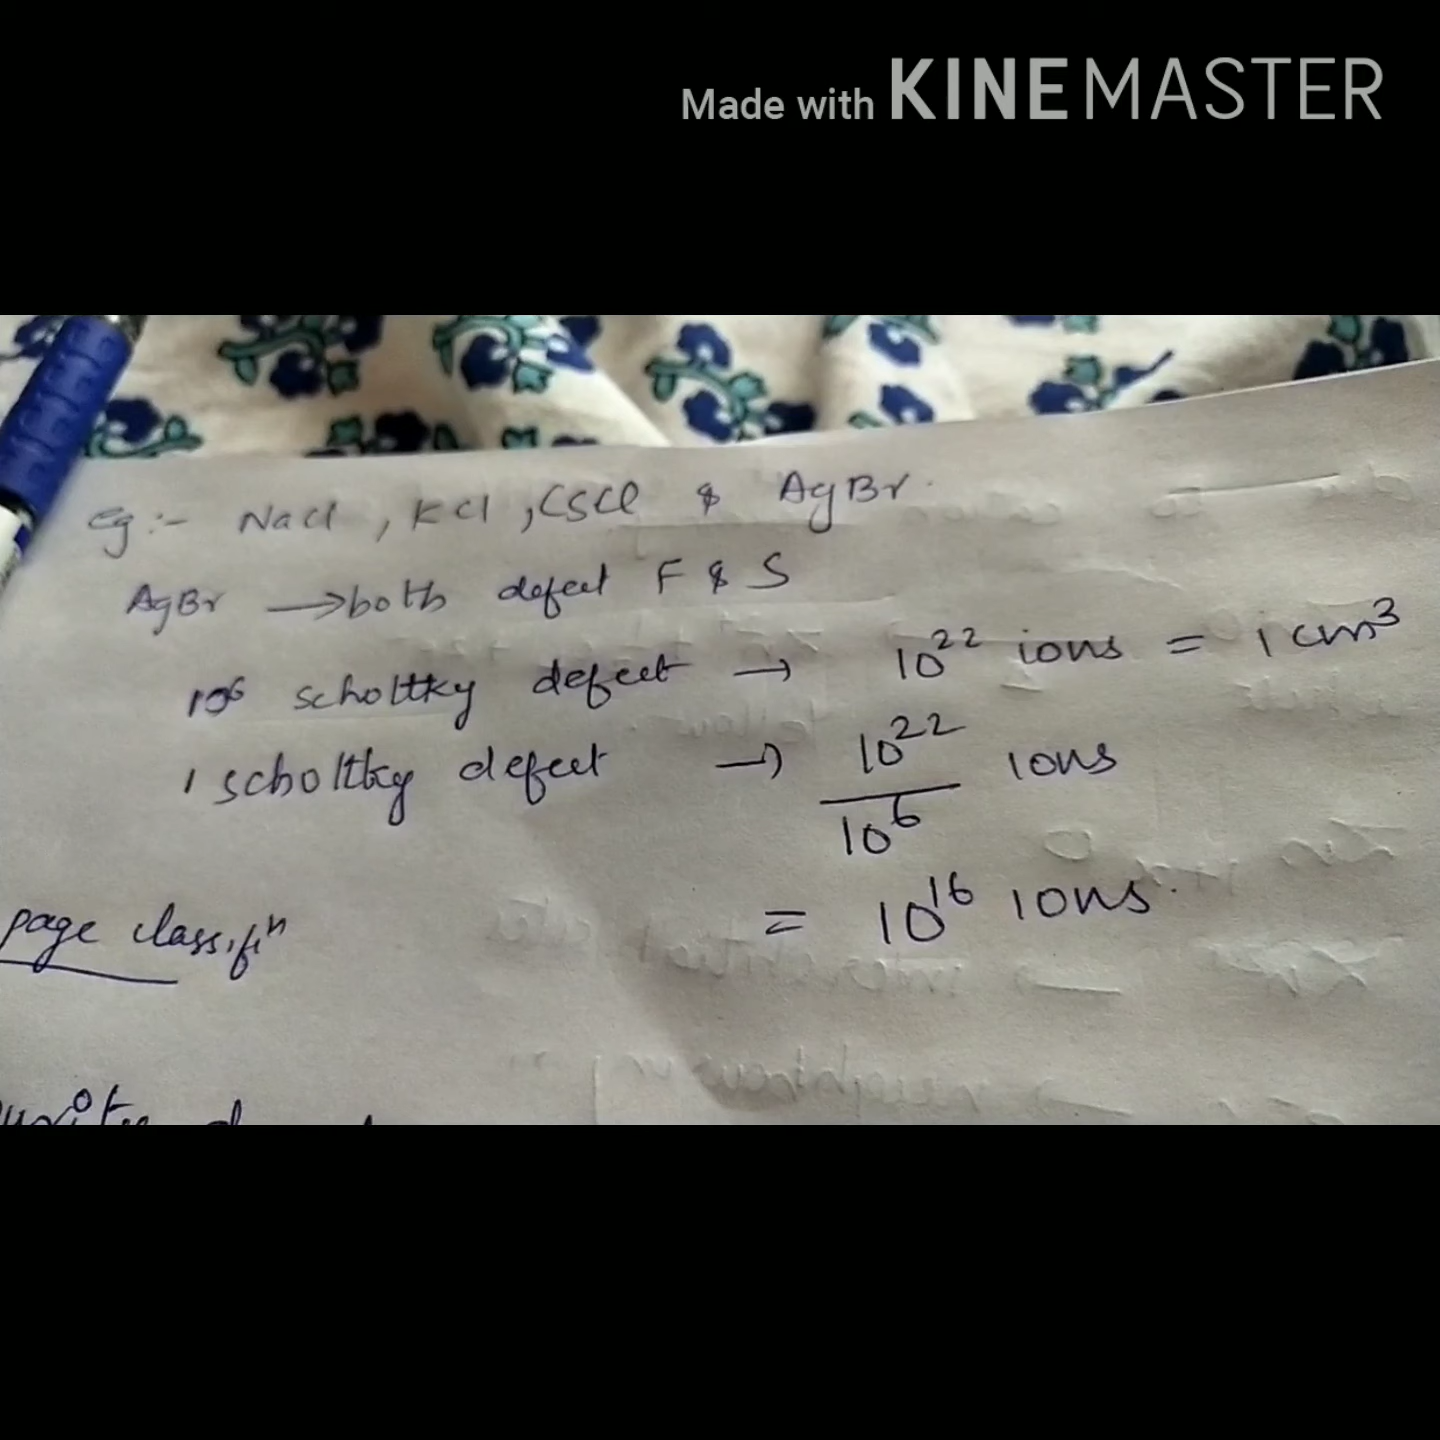 Made with KINEMASTER
eg:- NaCl, KCl, CsCl & AgBr.
AgBr → both defect F & S
10⁶ scholtky defect → 10²² ions = 1 cm³
1 scholtky defect → 10²²/10⁶ ions
= 10¹⁶ ions.
page classifiⁿ